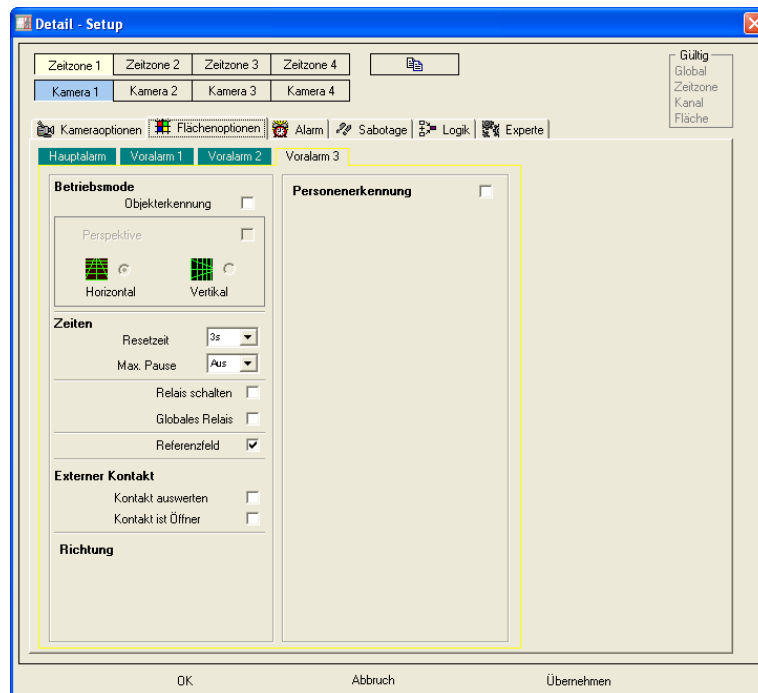 Detail - Setup
Zeitzone 1 Zeitzone 2 Zeitzone 3 Zeitzone 4
Kamera 1 Kamera 2 Kamera 3 Kamera 4
Gültig
Global
Zeitzone
Kanal
Fläche
Kameraoptionen Flächenoptionen Alarm Sabotage Logik Experte
Hauptalarm Voralarm 1 Voralarm 2 Voralarm 3
Betriebsmode
Objekterkennung
Perspektive
Horizontal Vertikal
Zeiten
Resetzeit 3s
Max. Pause Aus
Relais schalten
Globales Relais
Referenzfeld
Externer Kontakt
Kontakt auswerten
Kontakt ist Öffner
Richtung
Personenerkennung
OK Abbruch Übernehmen